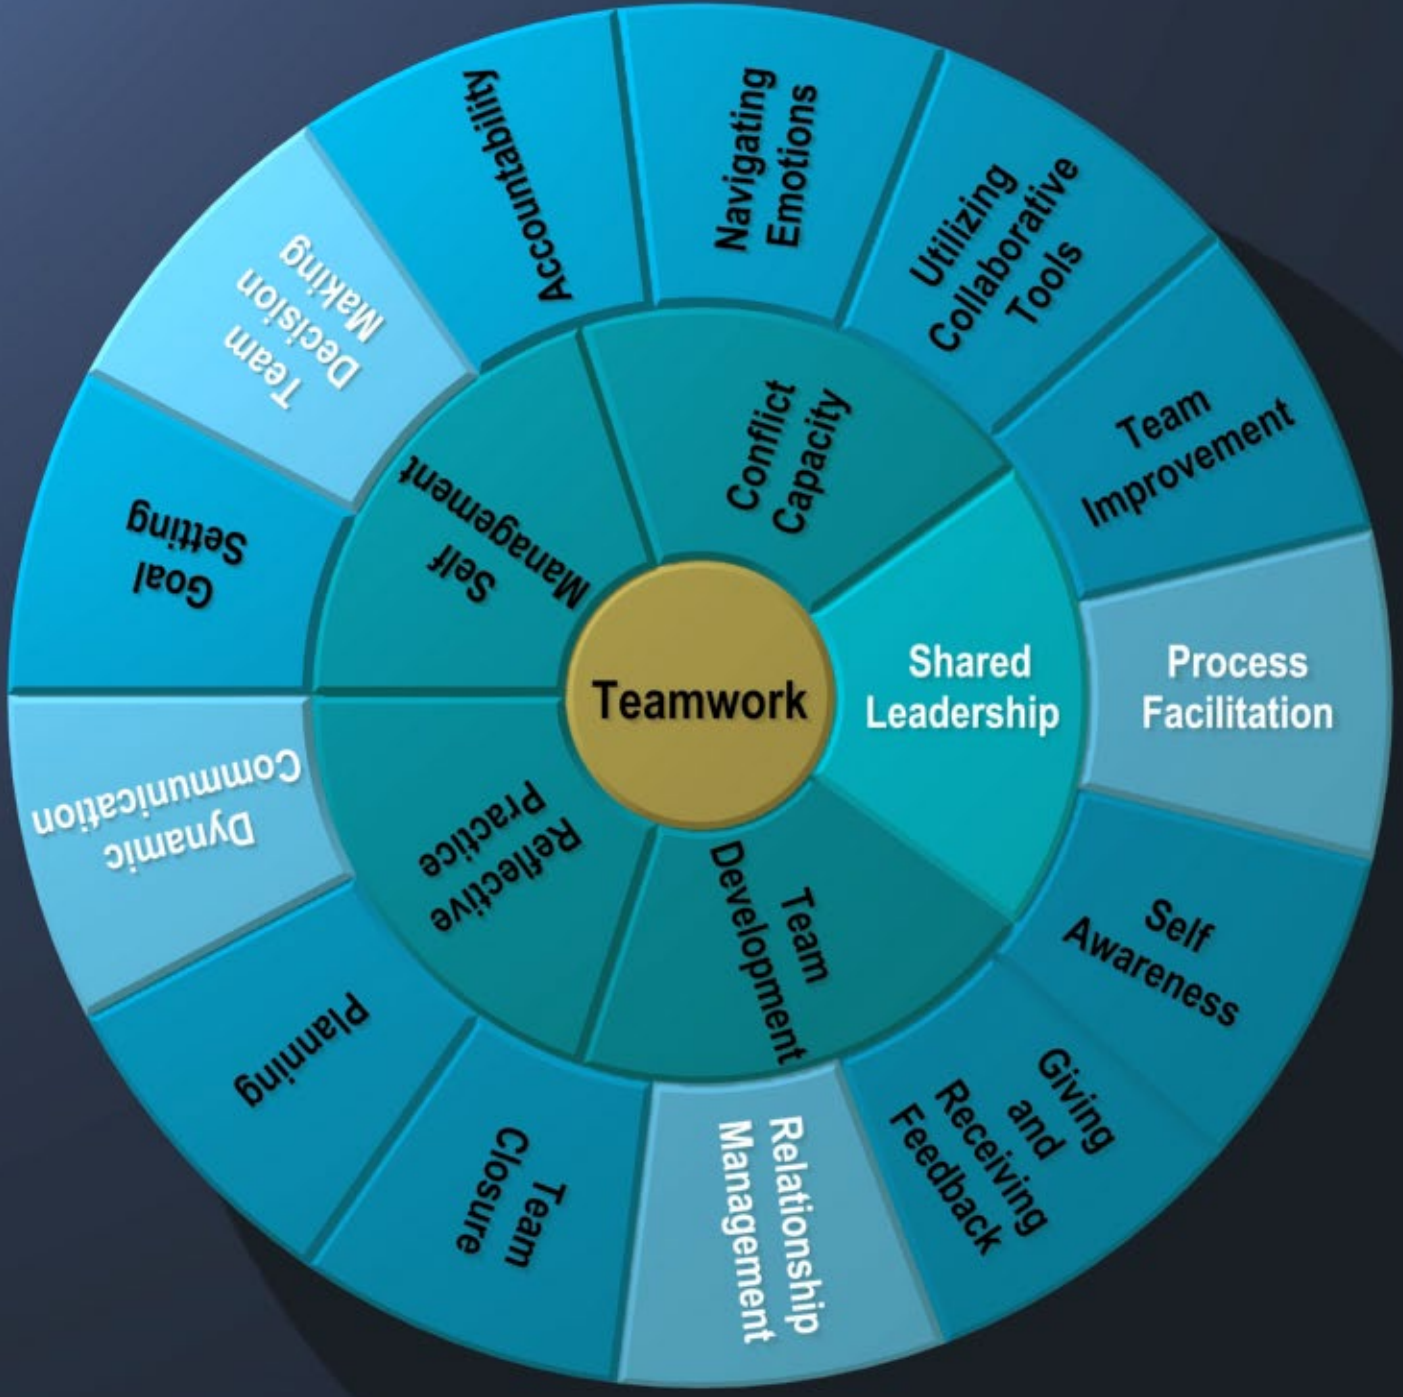 Teamwork
Conflict
Capacity
Shared
Leadership
Team
Development
Reflective
Practice
Self
Management
Navigating
Emotions
Utilizing
Collaborative
Tools
Team
Improvement
Process
Facilitation
Self
Awareness
Giving
and
Receiving
Feedback
Relationship
Management
Team
Closure
Planning
Dynamic
Communication
Goal
Setting
Team
Decision
Making
Accountability